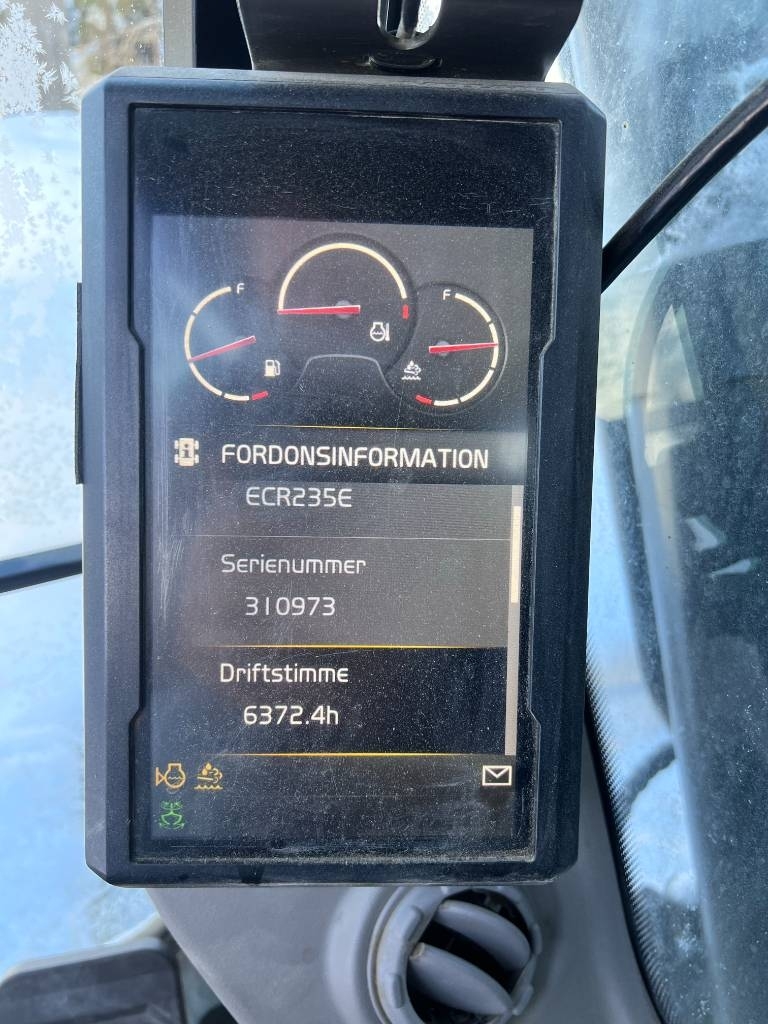 F
F
FORDONSINFORMATION
ECR235E
Serienummer
310973
Driftstimme
6372.4h